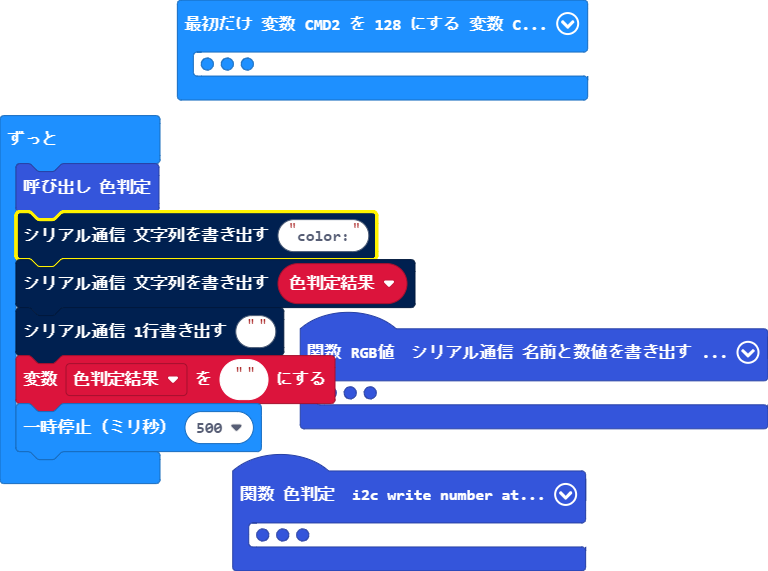 最初だけ 変数 CMD2 を 128 にする 変数 C...
ずっと
呼び出し 色判定
シリアル通信 文字列を書き出す "color:"
シリアル通信 文字列を書き出す 色判定結果
シリアル通信 1行書き出す ""
関数 RGB値 シリアル通信 名前と数値を書き出す ...
変数 色判定結果 を "" にする
一時停止（ミリ秒） 500
関数 色判定 i2c write number at...